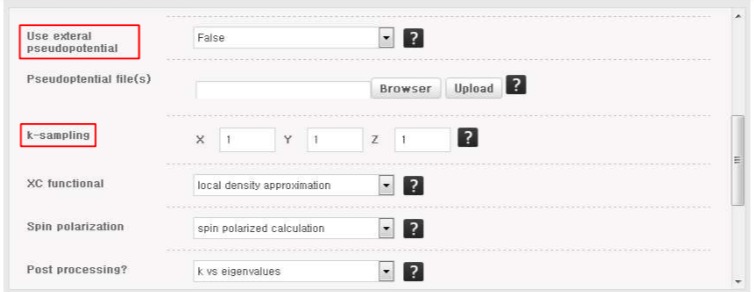 Use exteral
pseudopotential
False
?
Pseudoptential file(s)
Browser
Upload
?
k-sampling
X 1 Y 1 Z 1
?
XC functional
local density approximation
?
Spin polarization
spin polarized calculation
?
Post processing?
k vs eigenvalues
?